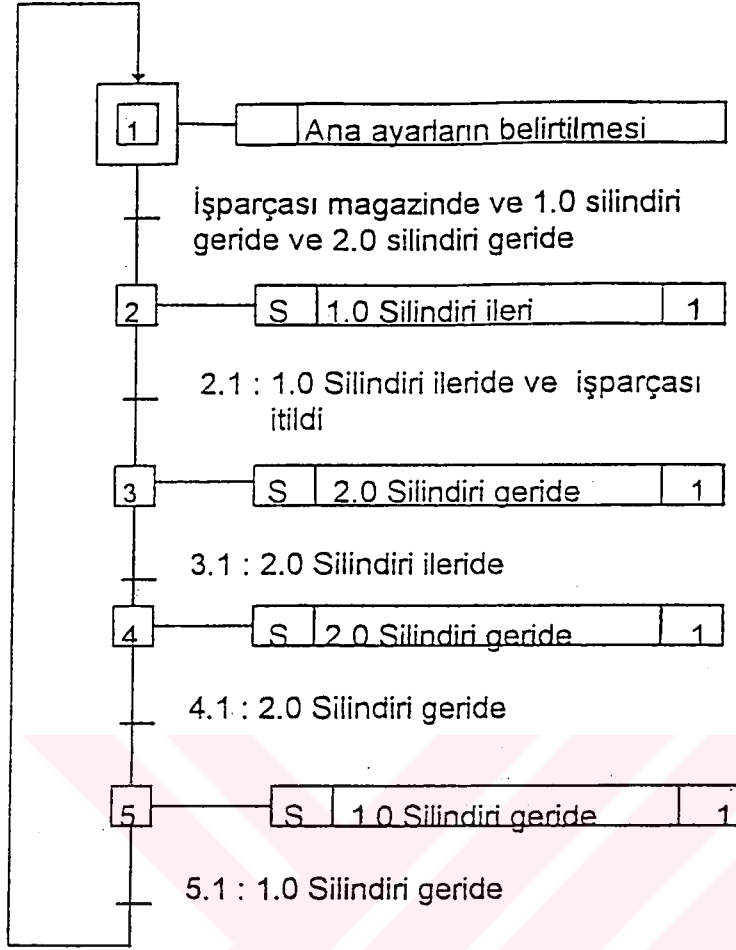 1 Ana ayarların belirtilmesi
İşparçası magazinde ve 1.0 silindiri
geride ve 2.0 silindiri geride
2 S 1.0 Silindiri ileri 1
2.1 : 1.0 Silindiri ileride ve işparçası
itildi
3 S 2.0 Silindiri geride 1
3.1 : 2.0 Silindiri ileride
4 S 2.0 Silindiri geride 1
4.1 : 2.0 Silindiri geride
5 S 1.0 Silindiri geride 1
5.1 : 1.0 Silindiri geride